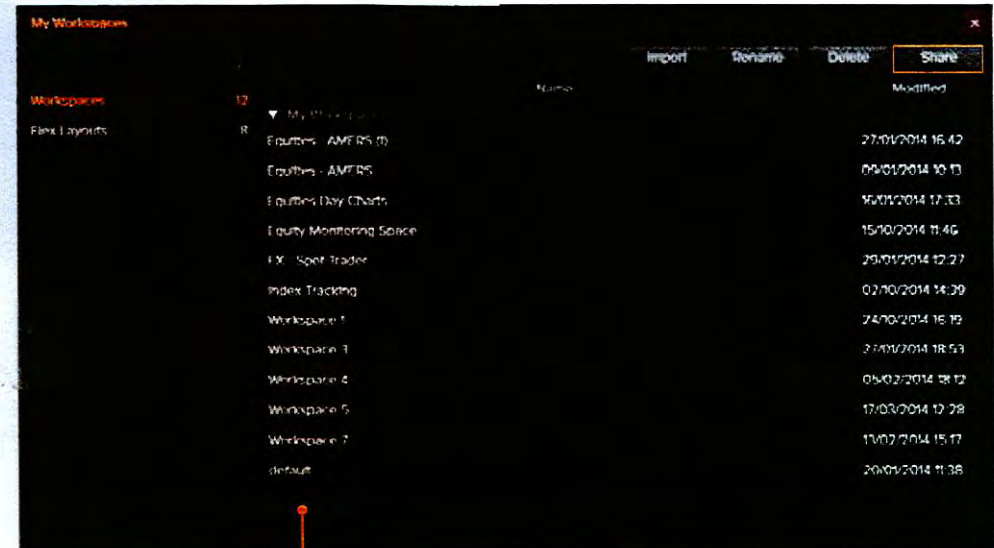 My Workspaces ×
Import Rename Delete Share
Name Modified
Workspaces 12
▼ My Workspaces
Flex Layouts 8
Equities - AMERS (1) 27/01/2014 16:42
Equities - AMERS 09/01/2014 10:13
Equities Day Charts 16/01/2014 17:33
Equity Monitoring Space 15/10/2014 11:46
FX - Spot Trader 29/01/2014 12:27
Index Tracking 02/10/2014 14:39
Workspace 1 24/10/2014 16:19
Workspace 3 27/01/2014 18:53
Workspace 4 05/02/2014 18:12
Workspace 5 17/03/2014 12:28
Workspace 7 13/02/2014 15:17
default 20/01/2014 11:38